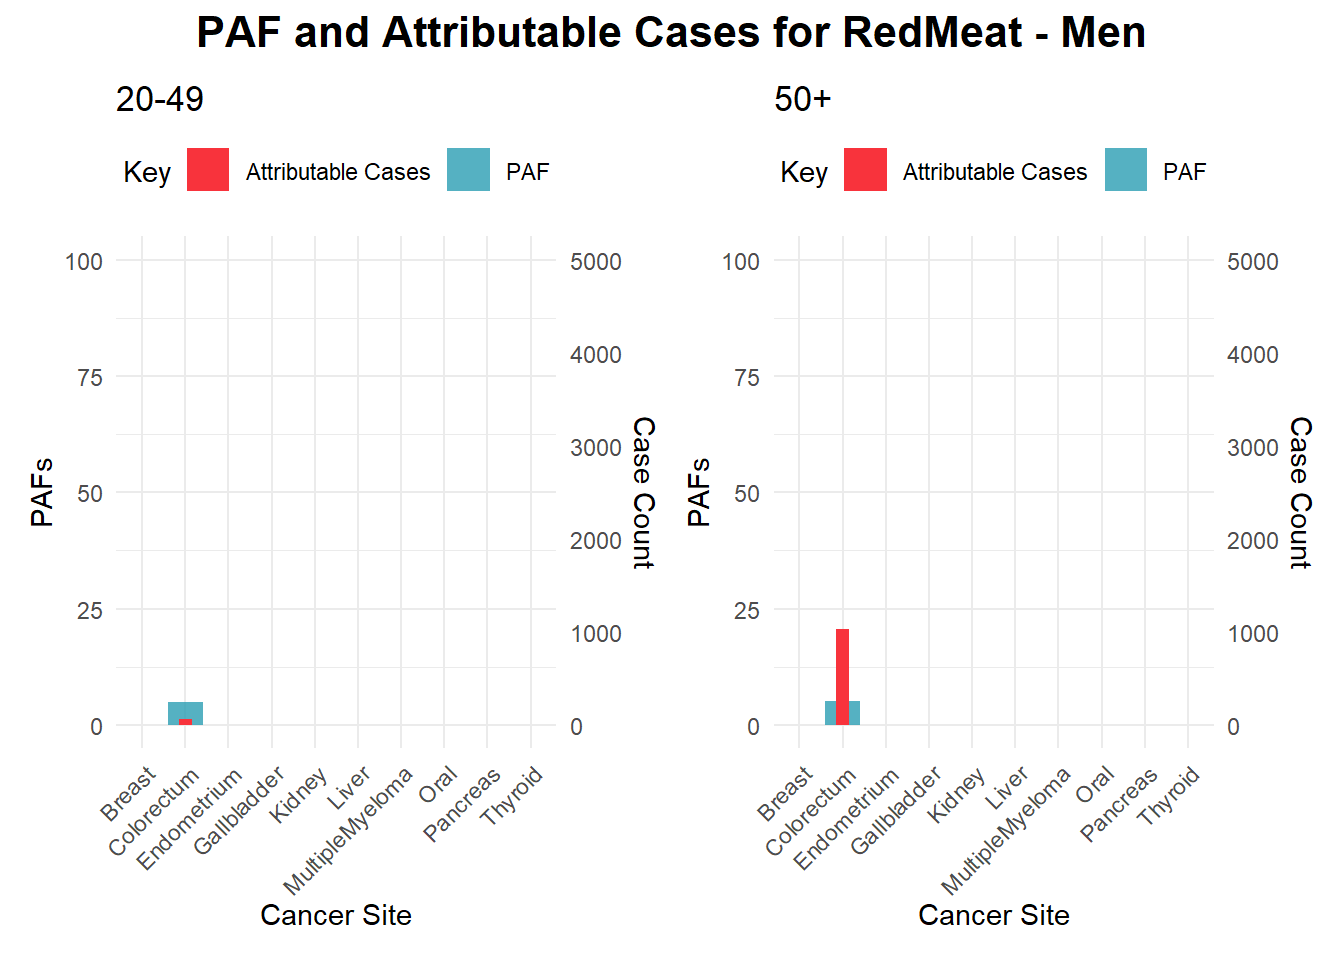 PAF and Attributable Cases for RedMeat - Men
20-49
Key Attributable Cases PAF
100
75
50
25
0
PAFs
5000
4000
3000
2000
1000
0
Case Count
Breast
Colorectum
Endometrium
Gallbladder
Kidney
Liver
MultipleMyeloma
Oral
Pancreas
Thyroid
Cancer Site
50+
Key Attributable Cases PAF
100
75
50
25
0
PAFs
5000
4000
3000
2000
1000
0
Case Count
Breast
Colorectum
Endometrium
Gallbladder
Kidney
Liver
MultipleMyeloma
Oral
Pancreas
Thyroid
Cancer Site